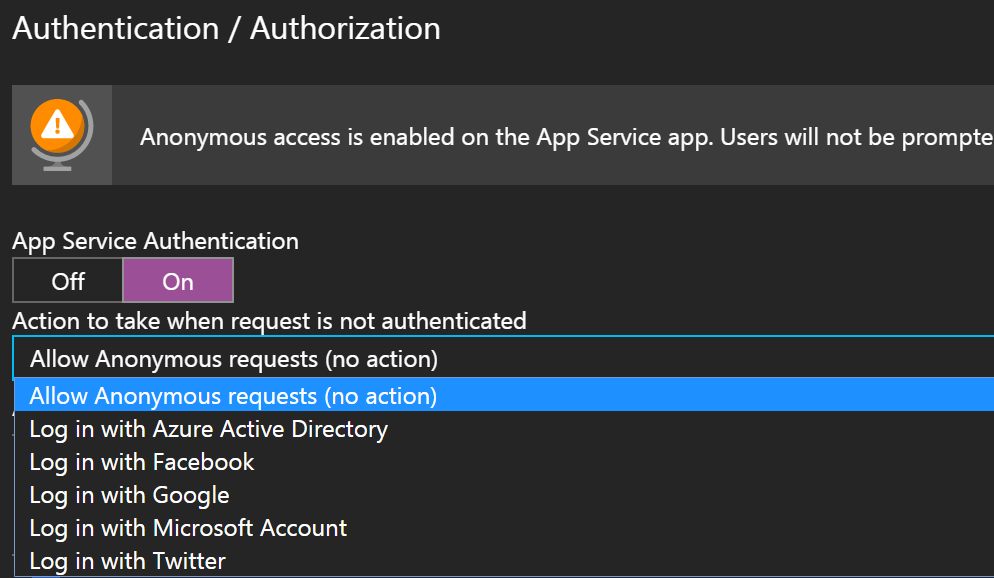 Authentication / Authorization
Anonymous access is enabled on the App Service app. Users will not be prompte
App Service Authentication
Off On
Action to take when request is not authenticated
Allow Anonymous requests (no action)
Allow Anonymous requests (no action)
Log in with Azure Active Directory
Log in with Facebook
Log in with Google
Log in with Microsoft Account
Log in with Twitter